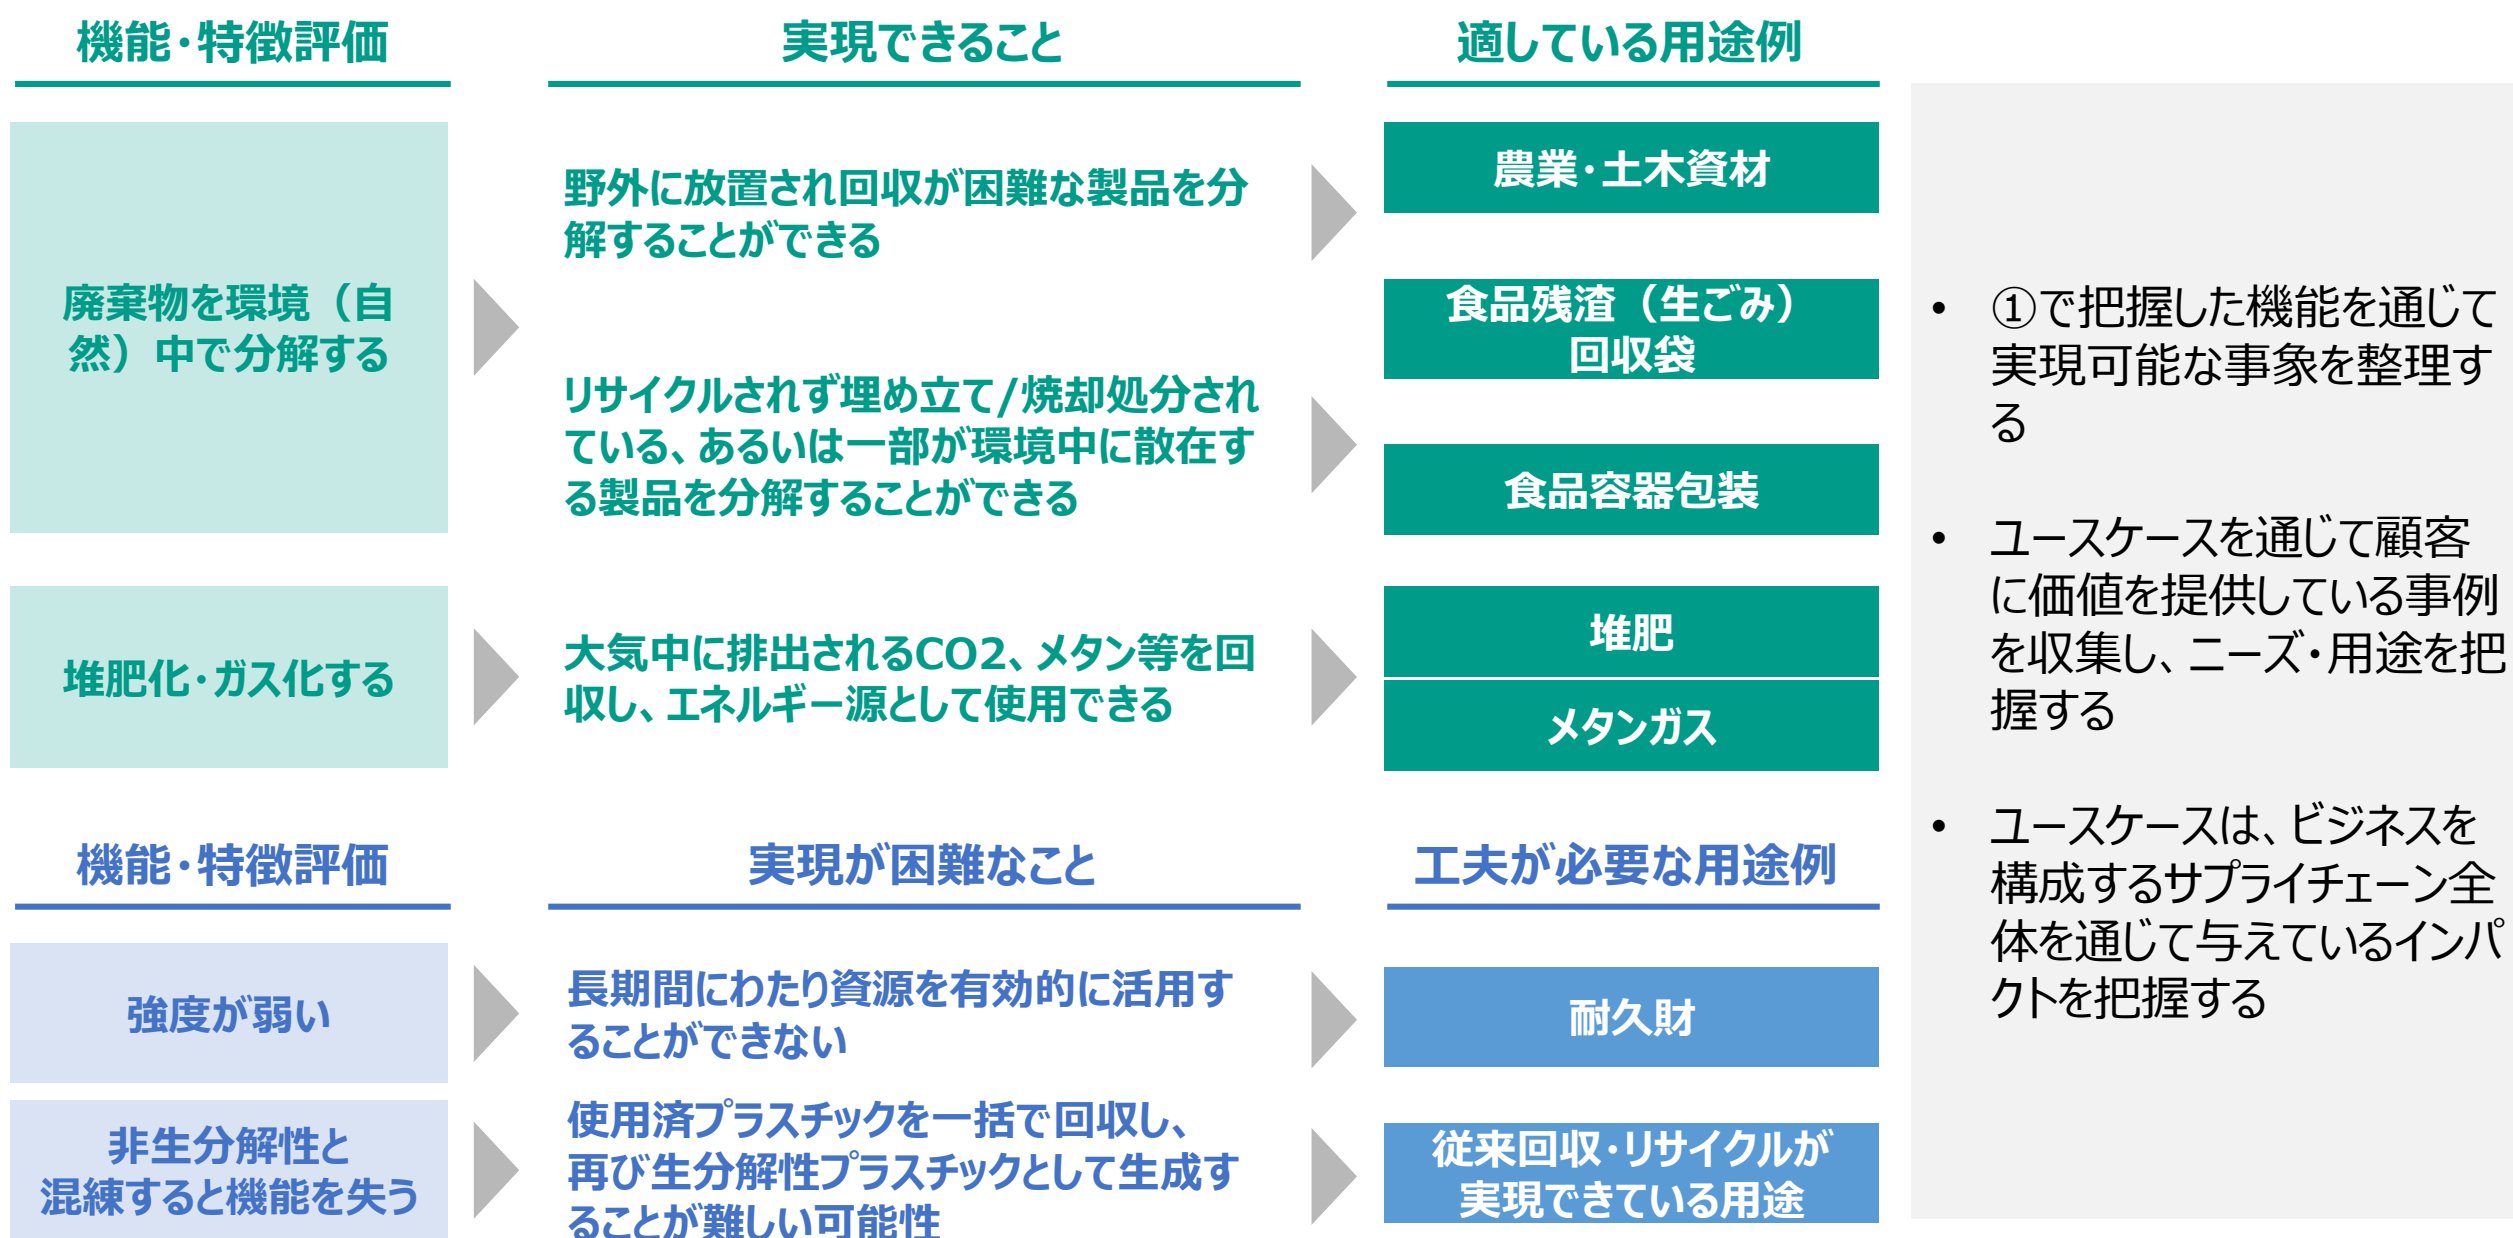 機能・特徴評価
実現できること
適している用途例
廃棄物を環境（自
然）中で分解する
野外に放置され回収が困難な製品を分
解することができる
農業・土木資材
リサイクルされず埋め立て/焼却処分され
ている、あるいは一部が環境中に散在す
る製品を分解することができる
食品残渣（生ごみ）
回収袋
食品容器包装
堆肥化・ガス化する
大気中に排出されるCO2、メタン等を回
収し、エネルギー源として使用できる
堆肥
メタンガス
機能・特徴評価
実現が困難なこと
工夫が必要な用途例
強度が弱い
長期間にわたり資源を有効的に活用す
ることができない
耐久財
非生分解性と
混練すると機能を失う
使用済プラスチックを一括で回収し、
再び生分解性プラスチックとして生成す
ることが難しい可能性
従来回収・リサイクルが
実現できている用途
• ①で把握した機能を通じて
実現可能な事象を整理す
る
• ユースケースを通じて顧客
に価値を提供している事例
を収集し、ニーズ・用途を把
握する
• ユースケースは、ビジネスを
構成するサプライチェーン全
体を通じて与えているインパ
クトを把握する